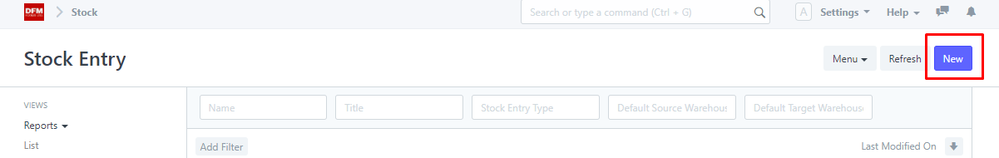 DFM Stock Search or type a command (Ctrl + G) A Settings Help
Stock Entry Menu Refresh New
VIEWS
Reports
List
Name Title Stock Entry Type Default Source Warehous Default Target Warehous
Add Filter Last Modified On